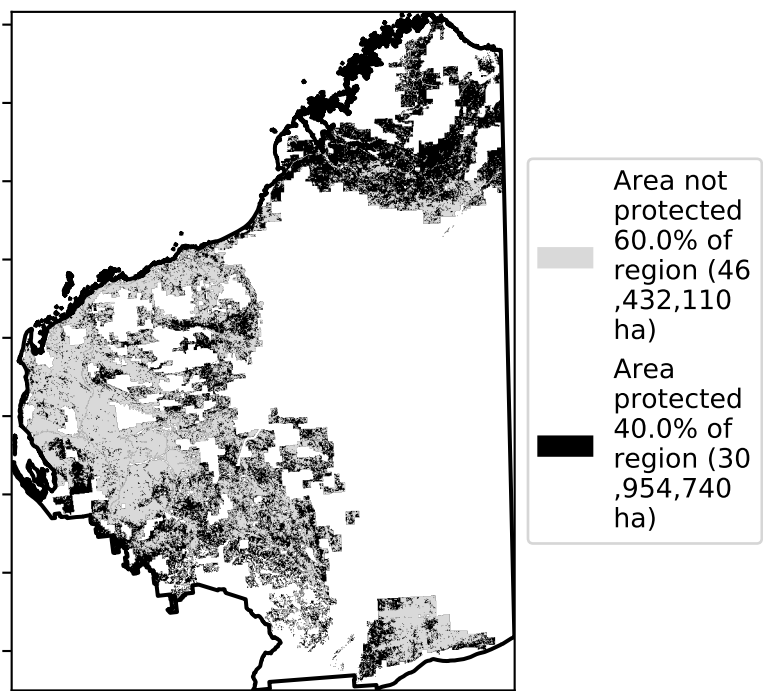 Area not
protected
60.0% of
region (46
,432,110
ha)
Area
protected
40.0% of
region (30
,954,740
ha)